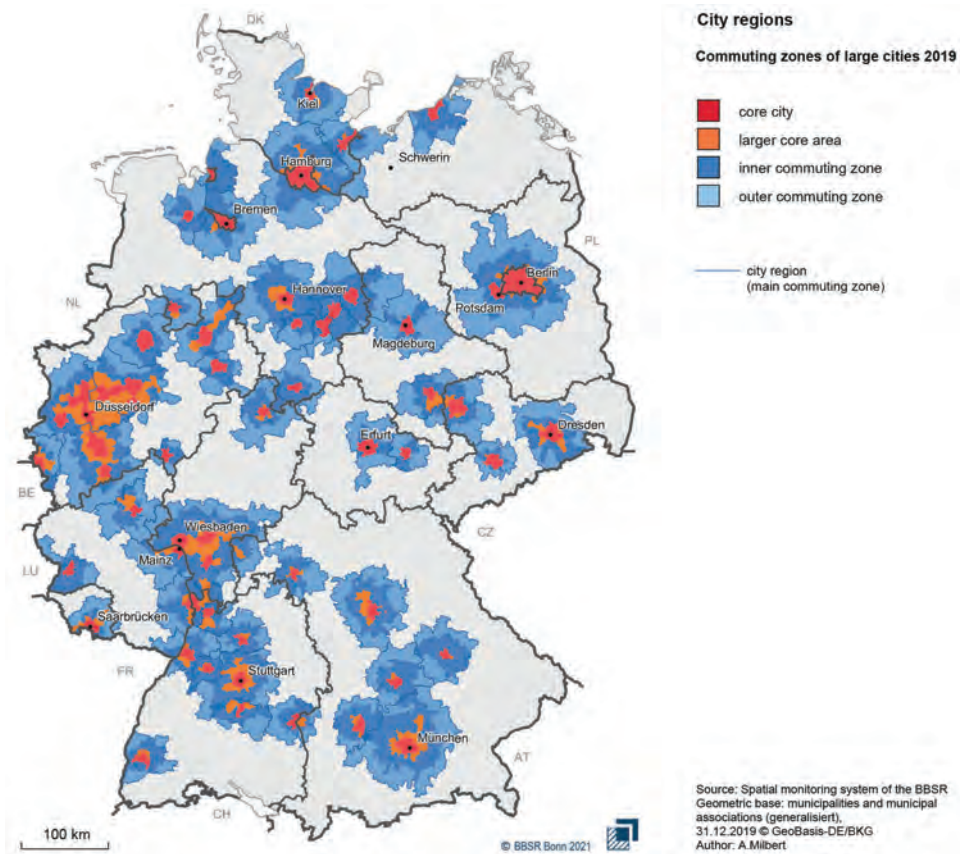 City regions
Commuting zones of large cities 2019
core city
larger core area
inner commuting zone
outer commuting zone
city region
(main commuting zone)
DK
Kiel
Schwerin
Hamburg
Bremen
PL
Berlin
Potsdam
Hannover
NL
Magdeburg
Düsseldorf
Dresden
Erfurt
BE
CZ
Wiesbaden
Mainz
LU
Saarbrücken
FR
Stuttgart
München
AT
CH
100 km
© BBSR Bonn 2021
Source: Spatial monitoring system of the BBSR
Geometric base: municipalities and municipal
associations (generalisiert),
31.12.2019 © GeoBasis-DE/BKG
Author: A.Milbert